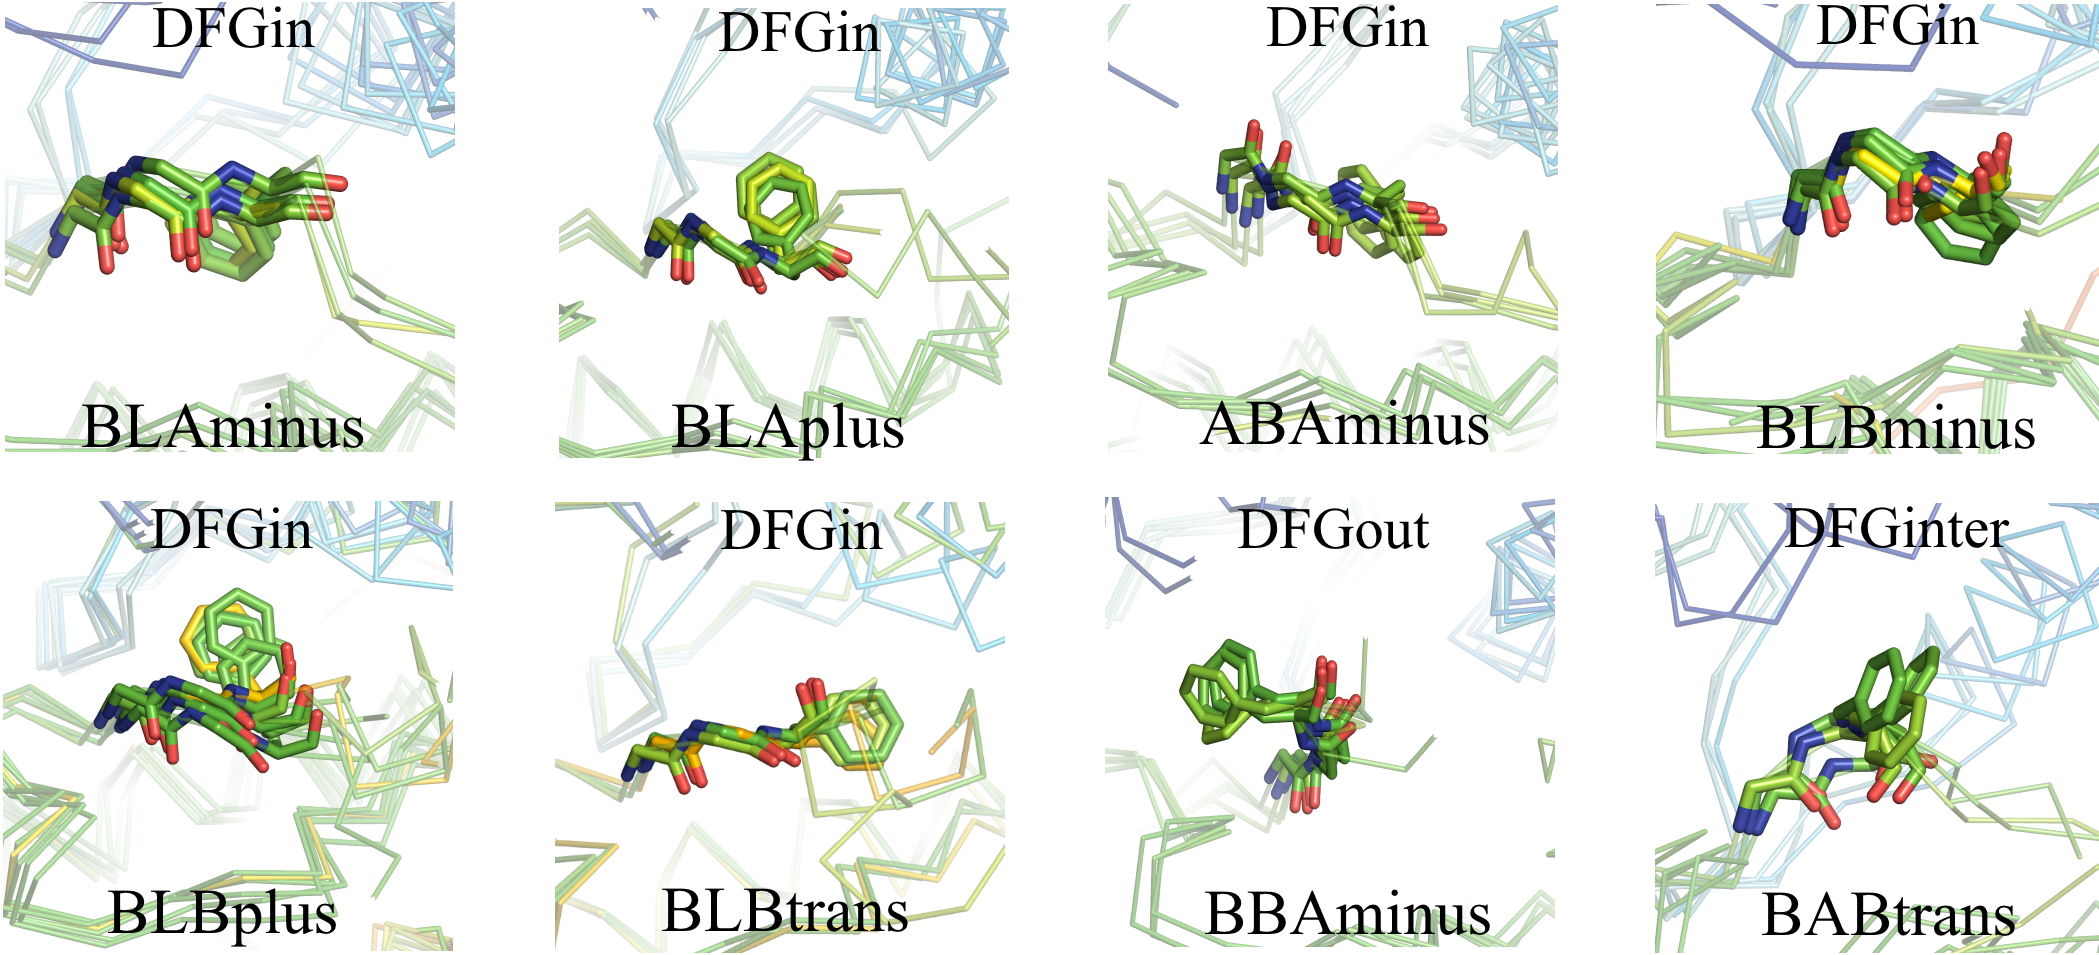 DFGin
DFGin
DFGin
DFGin
BLAminus
BLAplus
ABAminus
BLBminus
DFGin
DFGin
DFGout
DFGinter
BLBplus
BLBtrans
BBAminus
BABtrans